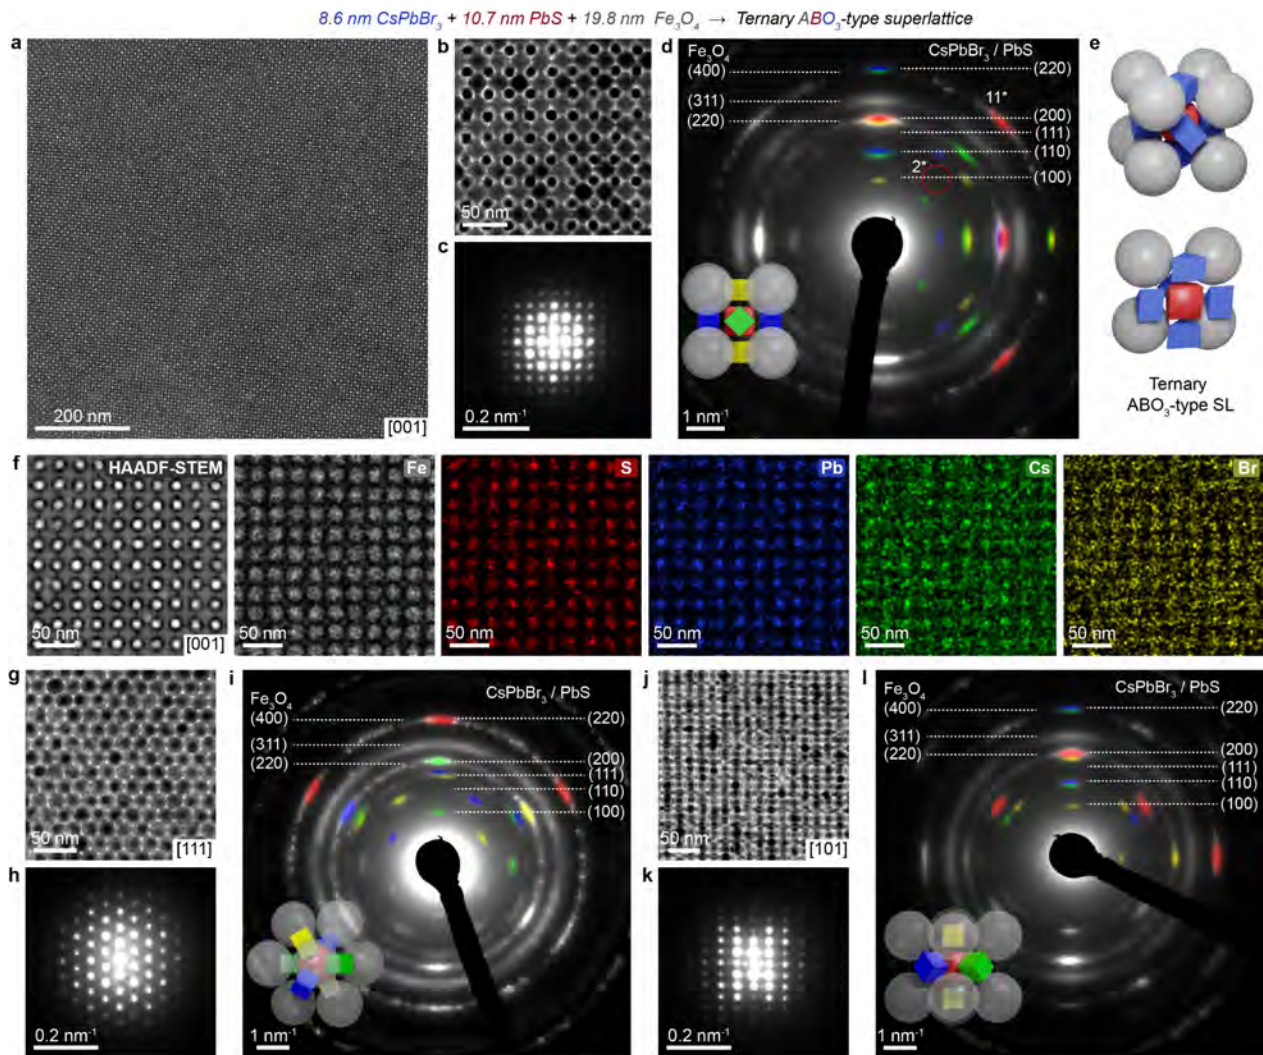 8.6 nm CsPbBr₃ + 10.7 nm PbS + 19.8 nm Fe₃O₄ → Ternary ABO₃-type superlattice
a
200 nm
[001]
b
50 nm
c
0.2 nm⁻¹
d
Fe₃O₄
CsPbBr₃ / PbS
(400)
(220)
(311)
11*
(220)
(200)
(111)
(110)
2*
(100)
1 nm⁻¹
e
Ternary
ABO₃-type SL
f
HAADF-STEM
50 nm
[001]
Fe
50 nm
S
50 nm
Pb
50 nm
Cs
50 nm
Br
50 nm
g
50 nm
[111]
h
0.2 nm⁻¹
i
Fe₃O₄
CsPbBr₃ / PbS
(400)
(220)
(311)
(220)
(200)
(111)
(110)
(100)
1 nm⁻¹
j
50 nm
[101]
k
0.2 nm⁻¹
l
Fe₃O₄
CsPbBr₃ / PbS
(400)
(220)
(311)
(220)
(200)
(111)
(110)
(100)
1 nm⁻¹